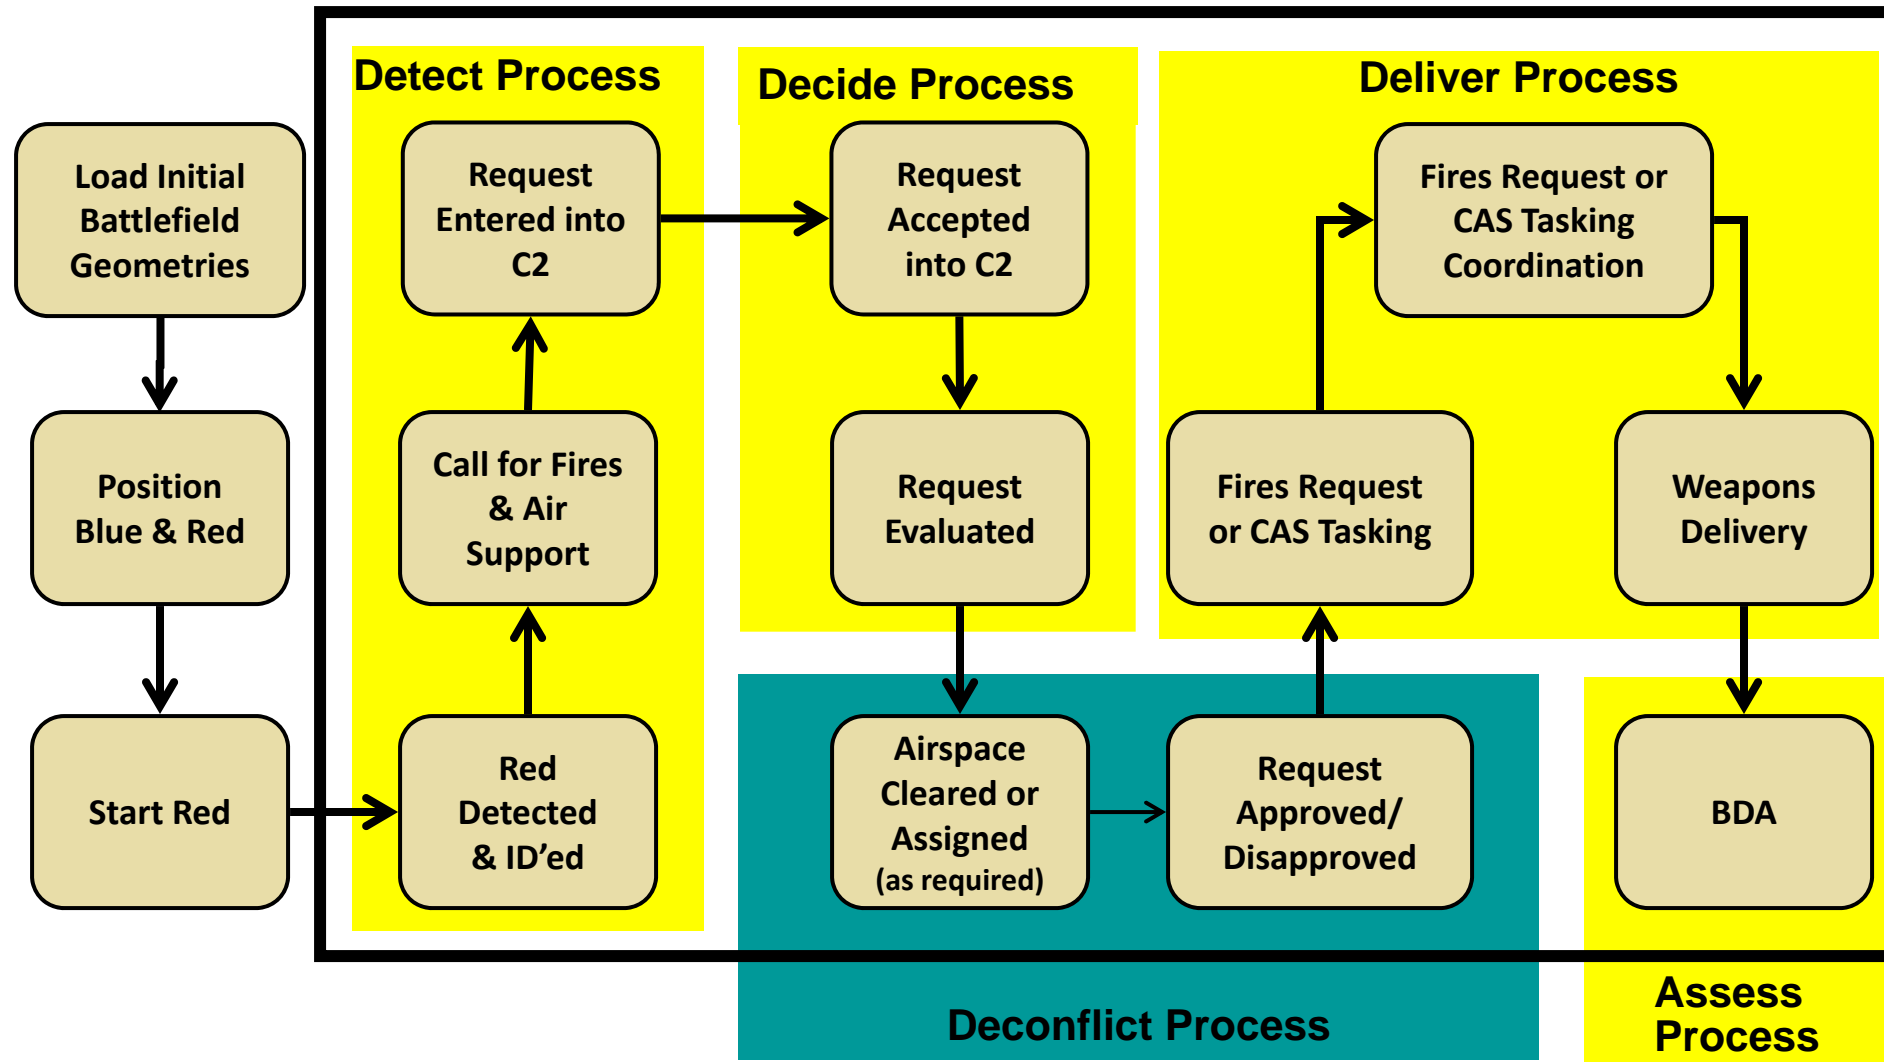 Detect Process
Decide Process
Deliver Process
Load Initial
Battlefield
Geometries
Position
Blue & Red
Start Red
Red
Detected
& ID’ed
Call for Fires
& Air
Support
Request
Entered into
C2
Request
Accepted
into C2
Request
Evaluated
Airspace
Cleared or
Assigned
(as required)
Request
Approved/
Disapproved
Fires Request
or CAS Tasking
Fires Request or
CAS Tasking
Coordination
Weapons
Delivery
BDA
Deconflict Process
Assess
Process